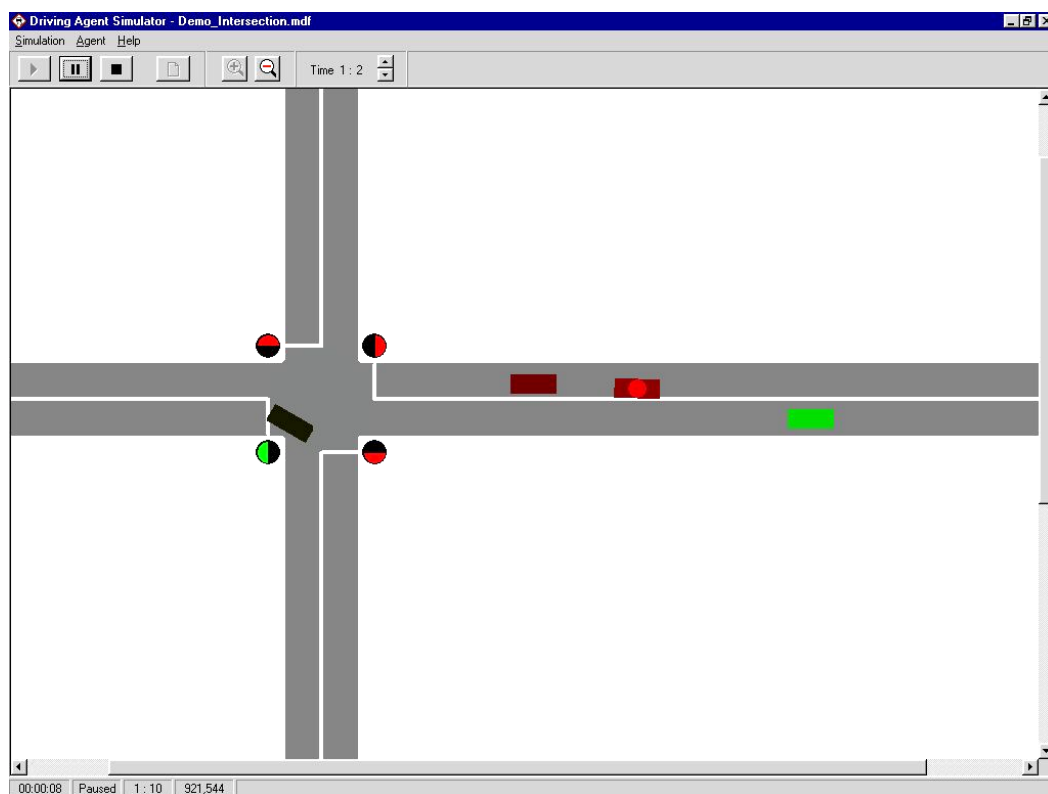 Driving Agent Simulator - Demo_Intersection.mdf
Simulation Agent Help
Time 1 : 2
00:00:08 Paused 1 : 10 921,544